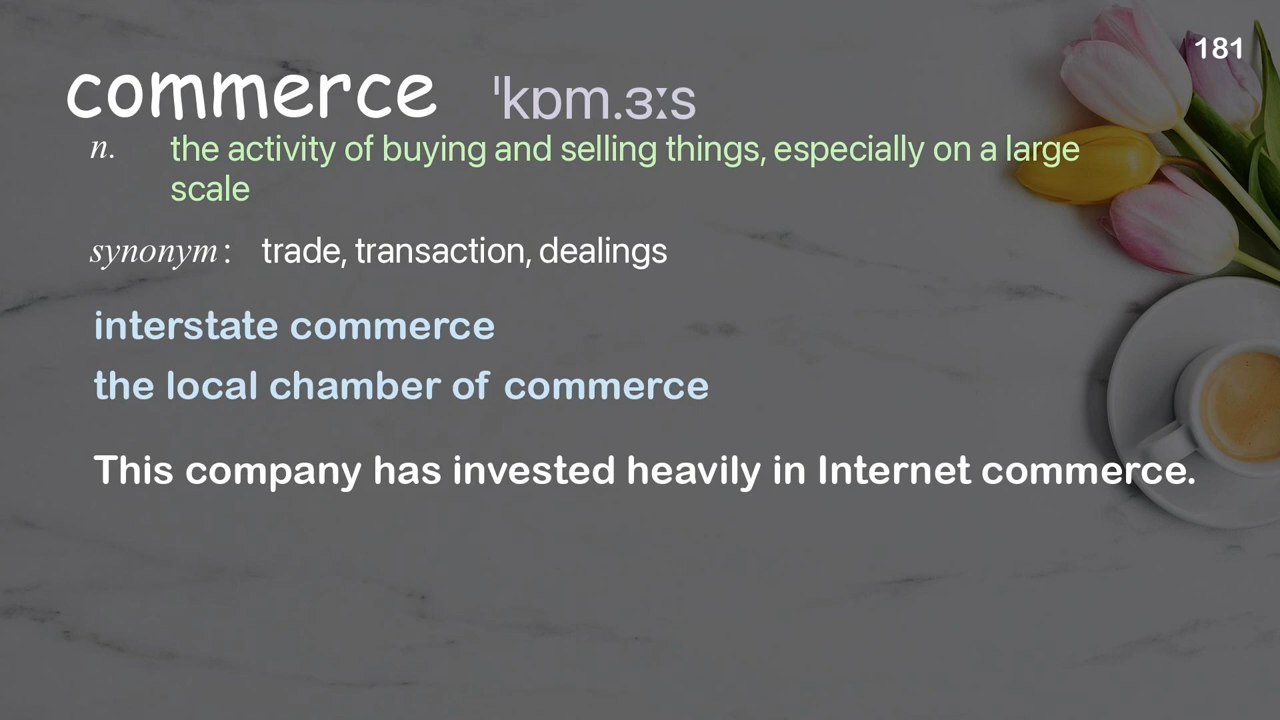 181
commerce ˈkɒm.ɜːs
n. the activity of buying and selling things, especially on a large
scale
synonym: trade, transaction, dealings
interstate commerce
the local chamber of commerce
This company has invested heavily in Internet commerce.